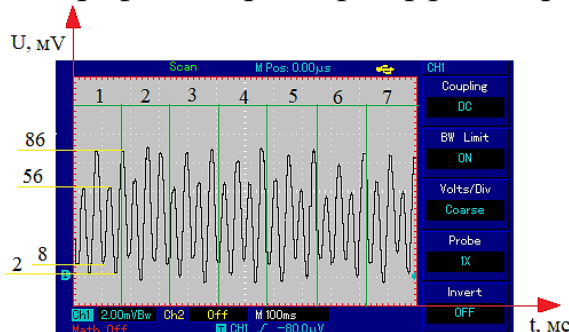 U, мV
Scan M Pos: 0.00μs CH1
1 2 3 4 5 6 7
Coupling
DC
86
BW Limit
ON
56
Volts/Div
Coarse
Probe
1X
2 8
Invert
OFF
Ch1 2.00mVBw Ch2 Off M 100ms
Math Off CH1 -80.0μV
t, мс